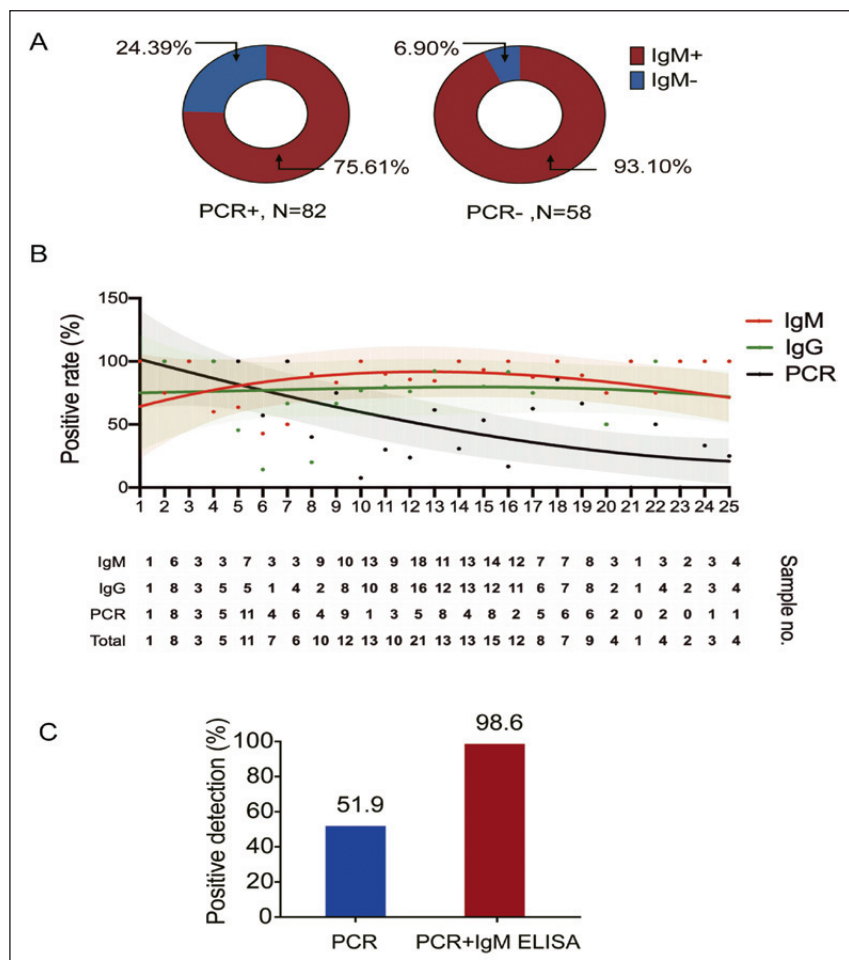 A
24.39%
6.90%
IgM+
IgM-
75.61%
93.10%
PCR+, N=82
PCR- ,N=58
B
Positive rate (%)
150
100
50
0
IgM
IgG
PCR
1 2 3 4 5 6 7 8 9 10 11 12 13 14 15 16 17 18 19 20 21 22 23 24 25
IgM 1 6 3 3 7 3 3 9 10 13 9 18 11 13 14 12 7 7 8 3 1 3 2 3 4
IgG 1 8 3 5 5 1 4 2 8 10 8 16 12 13 12 11 6 7 8 2 1 4 2 3 4
PCR 1 8 3 5 11 4 6 4 9 1 3 5 8 4 8 2 5 6 6 2 0 2 0 1 1
Total 1 8 3 5 11 7 6 10 12 13 10 21 13 13 15 12 8 7 9 4 1 4 2 3 4
Sample no.
C
Positive detection (%)
100
80
60
40
20
0
51.9
98.6
PCR
PCR+IgM ELISA